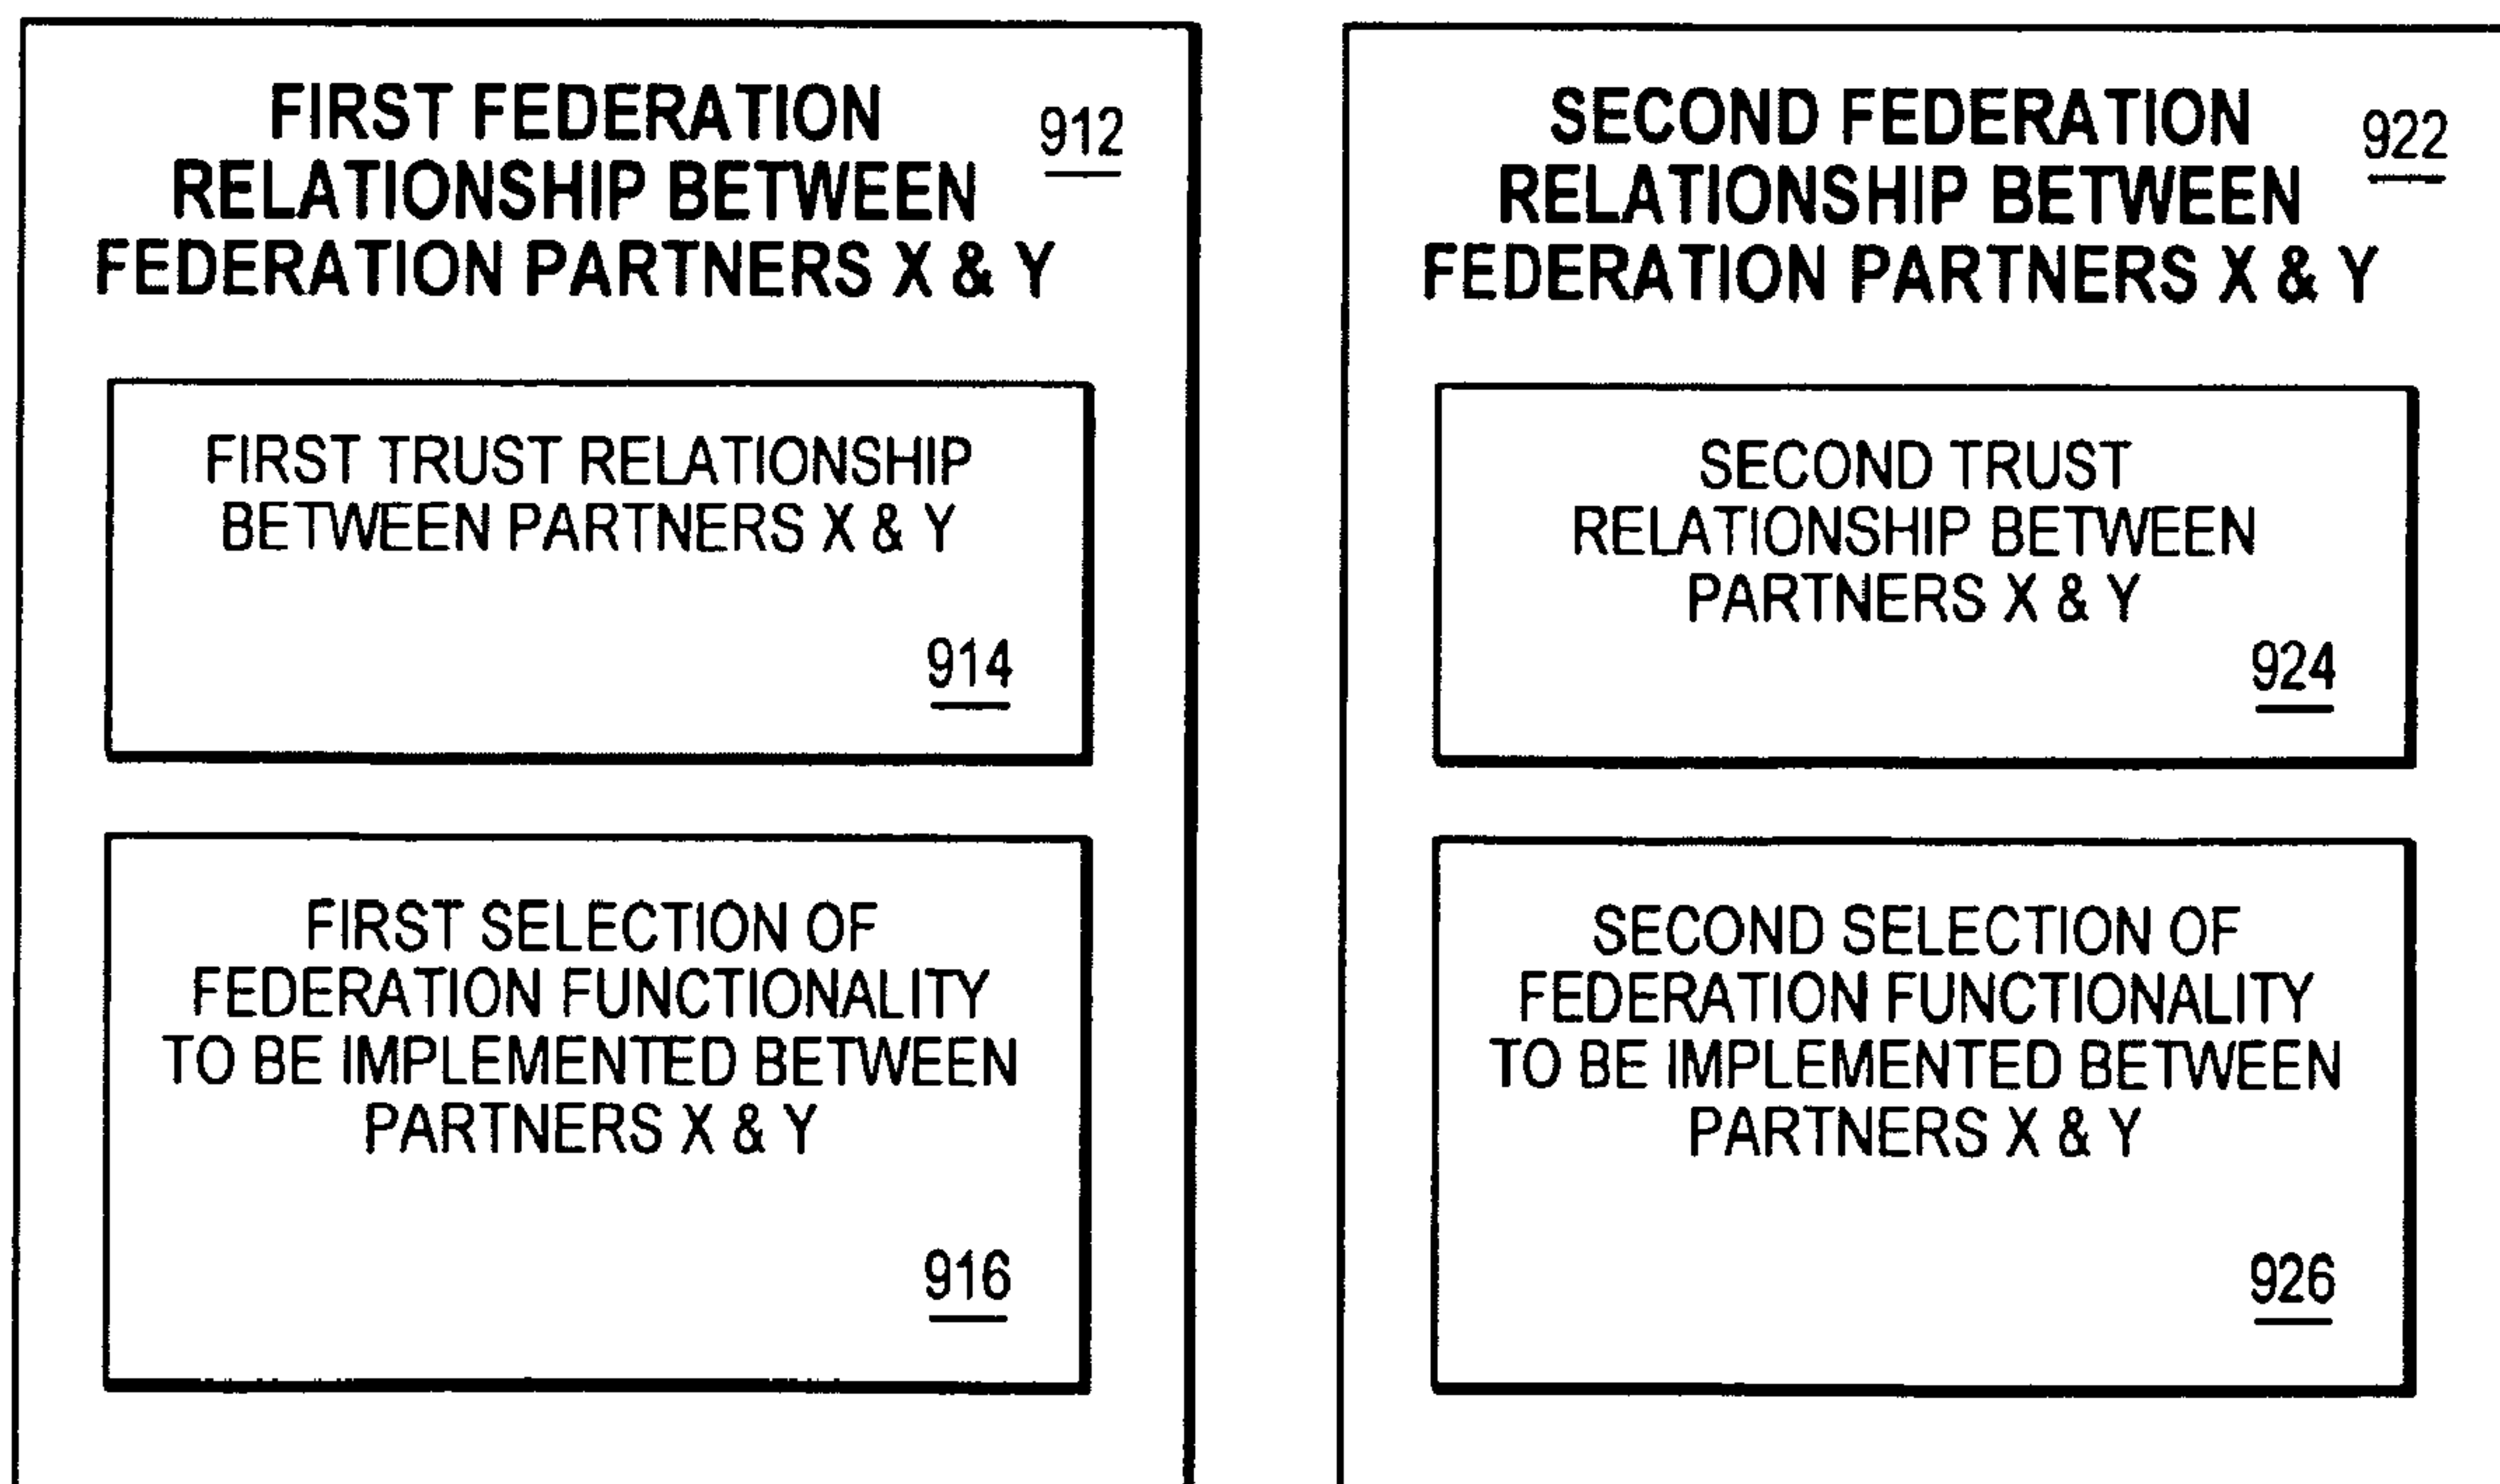 FIRST FEDERATION
RELATIONSHIP BETWEEN
FEDERATION PARTNERS X & Y
912
FIRST TRUST RELATIONSHIP
BETWEEN PARTNERS X & Y
914
FIRST SELECTION OF
FEDERATION FUNCTIONALITY
TO BE IMPLEMENTED BETWEEN
PARTNERS X & Y
916
SECOND FEDERATION
RELATIONSHIP BETWEEN
FEDERATION PARTNERS X & Y
922
SECOND TRUST
RELATIONSHIP BETWEEN
PARTNERS X & Y
924
SECOND SELECTION OF
FEDERATION FUNCTIONALITY
TO BE IMPLEMENTED BETWEEN
PARTNERS X & Y
926